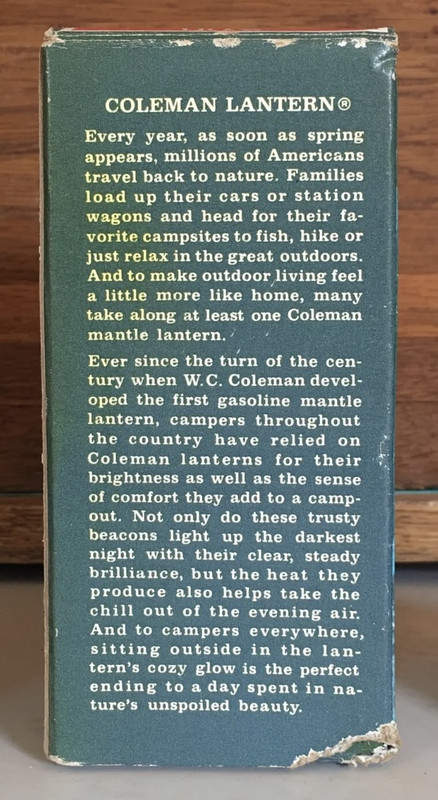 COLEMAN LANTERN®
Every year, as soon as spring
appears, millions of Americans
travel back to nature. Families
load up their cars or station
wagons and head for their fa-
vorite campsites to fish, hike or
just relax in the great outdoors.
And to make outdoor living feel
a little more like home, many
take along at least one Coleman
mantle lantern.
Ever since the turn of the cen-
tury when W.C. Coleman devel-
oped the first gasoline mantle
lantern, campers throughout
the country have relied on
Coleman lanterns for their
brightness as well as the sense
of comfort they add to a camp-
out. Not only do these trusty
beacons light up the darkest
night with their clear, steady
brilliance, but the heat they
produce also helps take the
chill out of the evening air.
And to campers everywhere,
sitting outside in the lan-
tern's cozy glow is the perfect
ending to a day spent in na-
ture's unspoiled beauty.